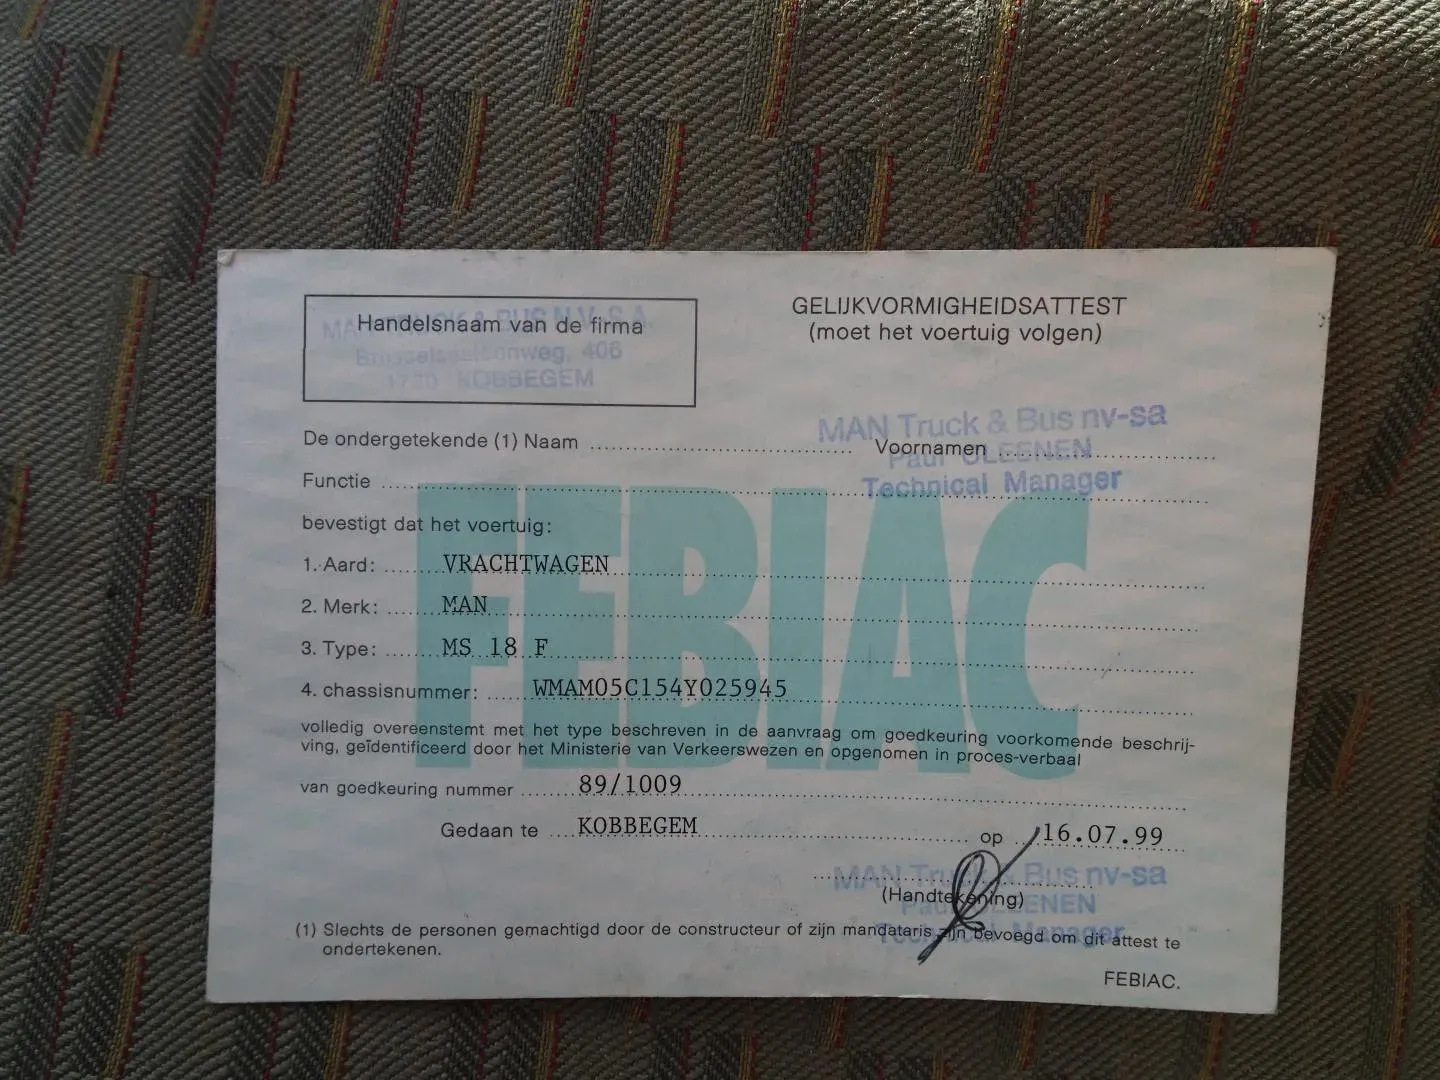 Handelsnaam van de firma
MAN TRUCK & BUS N.V.-S.A.
Brusselsesteenweg, 406
1730 KOBBEGEM
GELIJKVORMIGHEIDSATTEST
(moet het voertuig volgen)
MAN Truck & Bus nv-sa
De ondergetekende (1) Naam Voornamen
Paul
Functie Technical Manager
FEBIAC
bevestigt dat het voertuig:
1. Aard: VRACHTWAGEN
2. Merk: MAN
3. Type: MS 18 F
4. chassisnummer: WMAM05C154Y025945
volledig overeenstemt met het type beschreven in de aanvraag om goedkeuring voorkomende beschrij-
ving, geïdentificeerd door het Ministerie van Verkeerswezen en opgenomen in proces-verbaal
van goedkeuring nummer 89/1009
Gedaan te KOBBEGEM op 16.07.99
MAN Truck & Bus nv-sa
(Handtekening)
Paul
Technical Manager
(1) Slechts de personen gemachtigd door de constructeur of zijn mandataris, zijn bevoegd om dit attest te
ondertekenen.
FEBIAC.